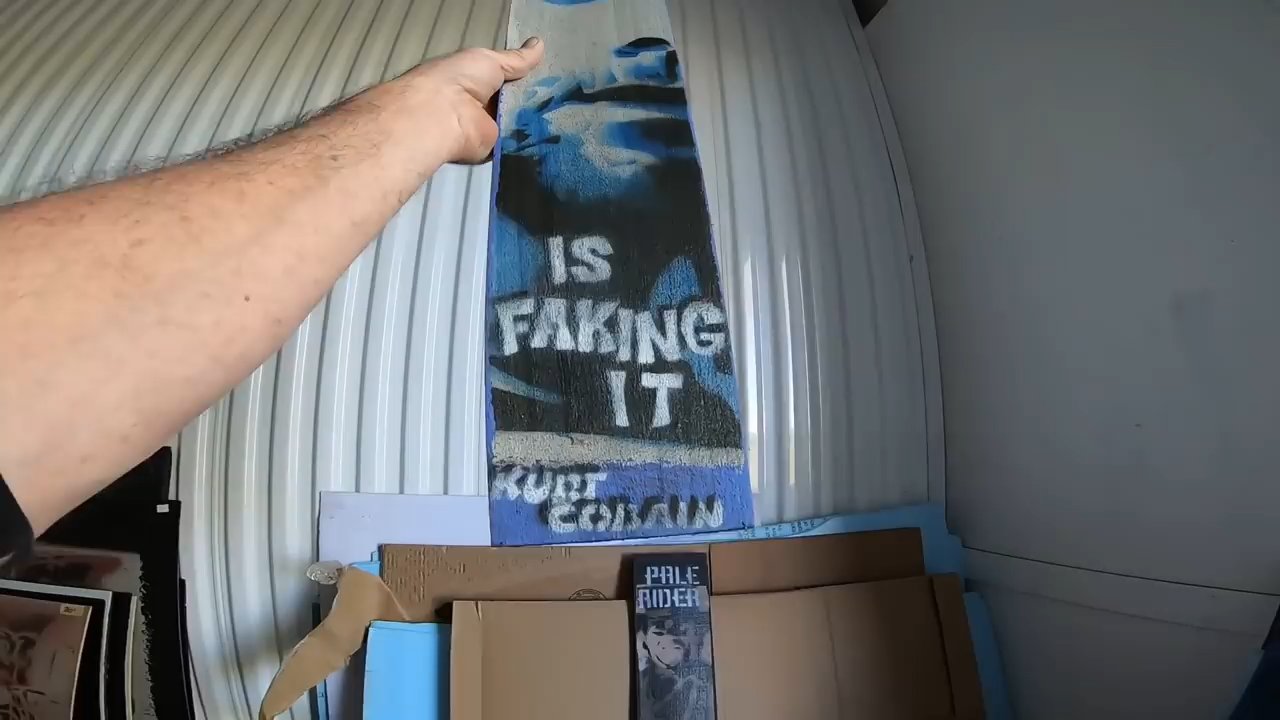 IS
FAKING
IT
KURT
COBAIN
PALE
RIDER